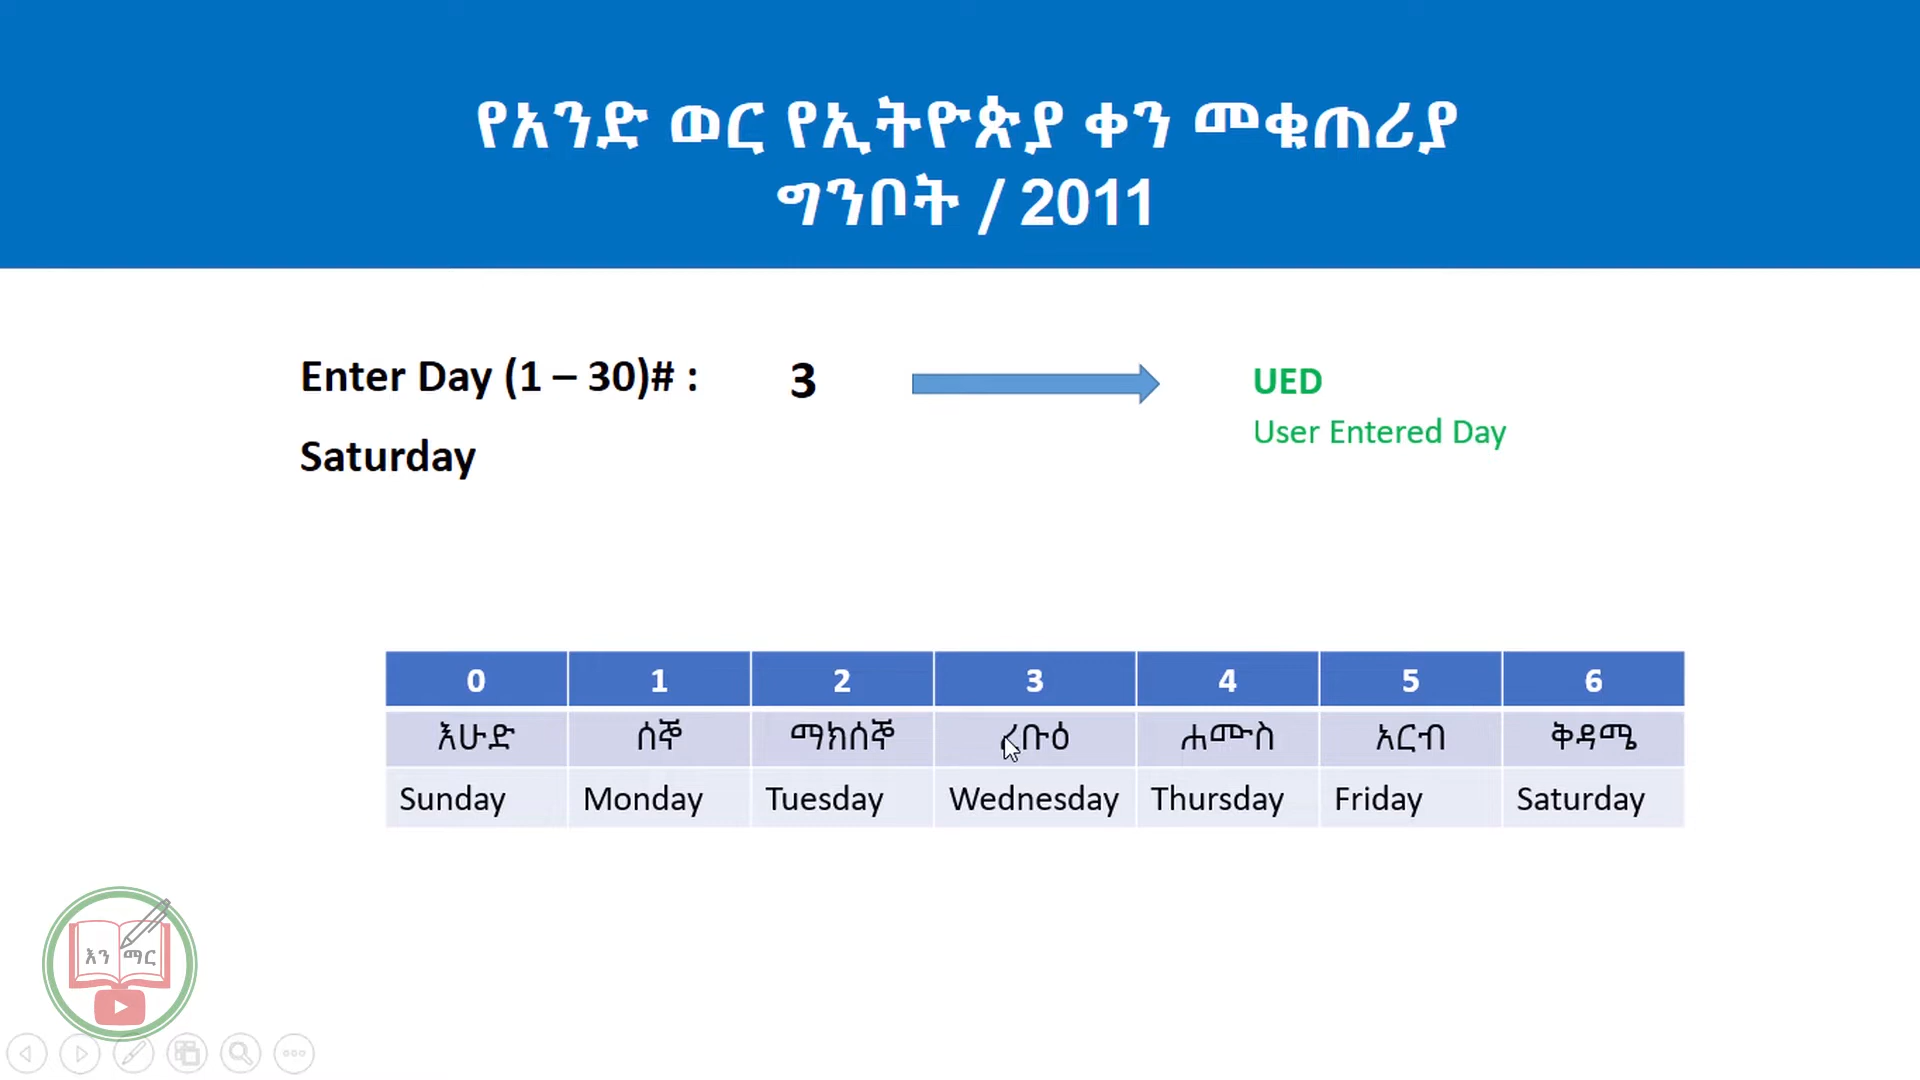 የአንድ ወር የኢትዮጵያ ቀን መቁጠሪያ
ግንቦት / 2011
Enter Day (1 – 30)# : 3 UED
User Entered Day
Saturday
0 1 2 3 4 5 6
እሁድ ሰኞ ማክሰኞ ረቡዕ ሐሙስ አርብ ቅዳሜ
Sunday Monday Tuesday Wednesday Thursday Friday Saturday
እን ማር